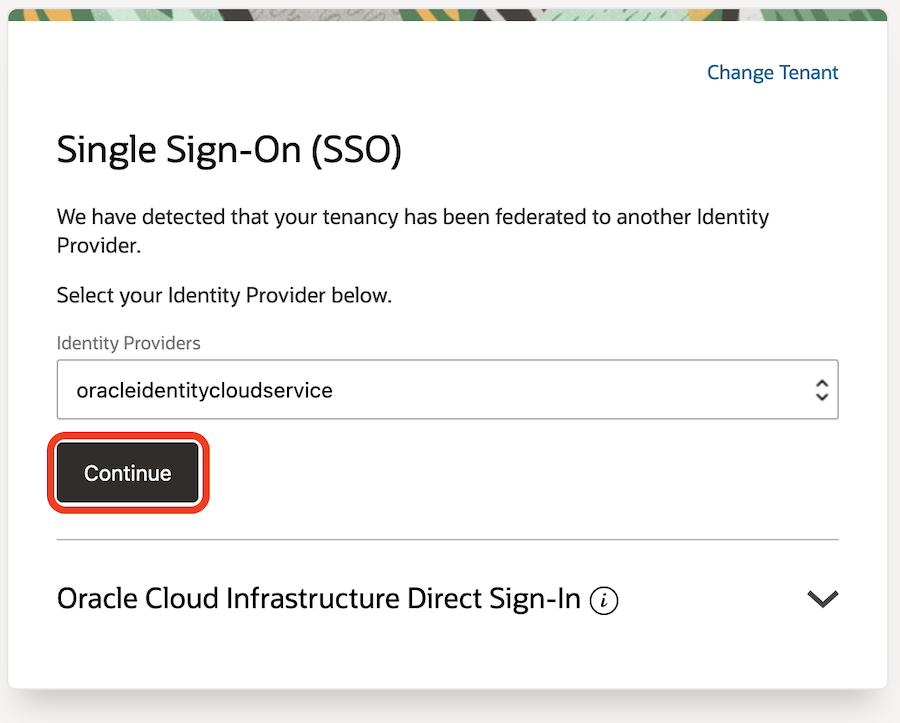 Change Tenant
Single Sign-On (SSO)
We have detected that your tenancy has been federated to another Identity
Provider.
Select your Identity Provider below.
Identity Providers
oracleidentitycloudservice
Continue
Oracle Cloud Infrastructure Direct Sign-In i